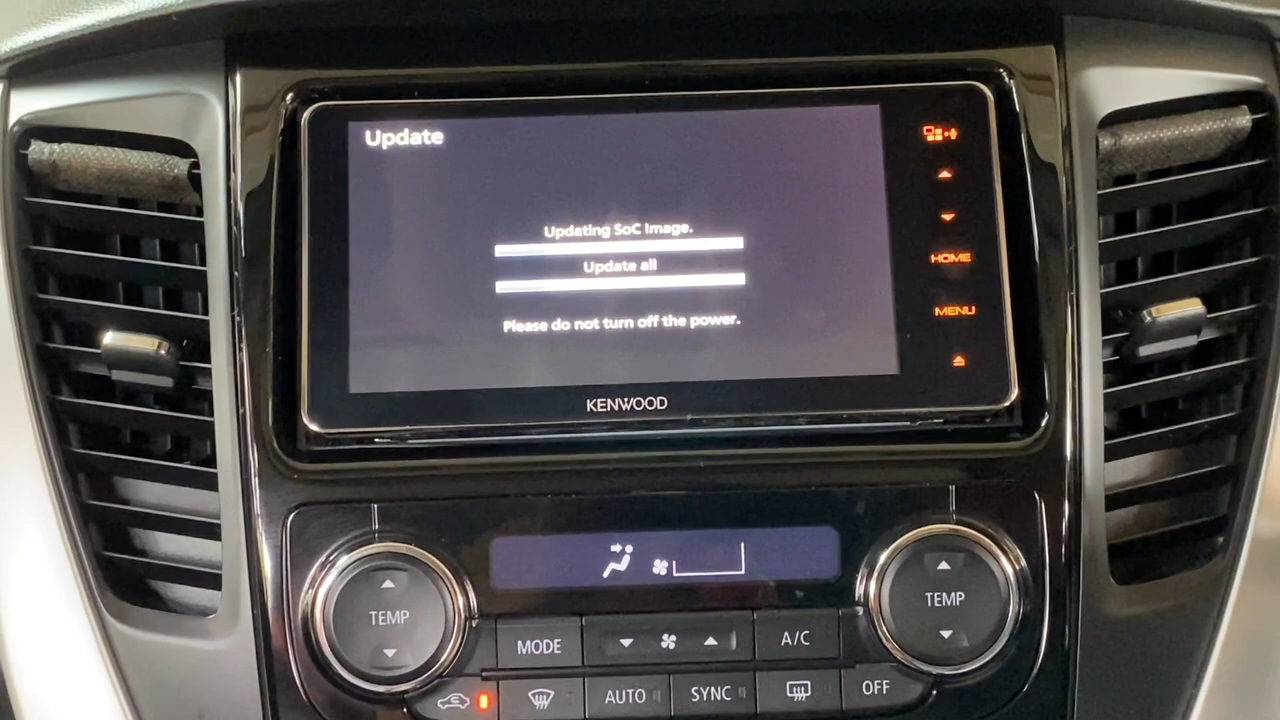 Update
Updating SoC Image.
Update all
Please do not turn off the power.
HOME
MENU
KENWOOD
TEMP
TEMP
MODE
A/C
AUTO
SYNC
OFF